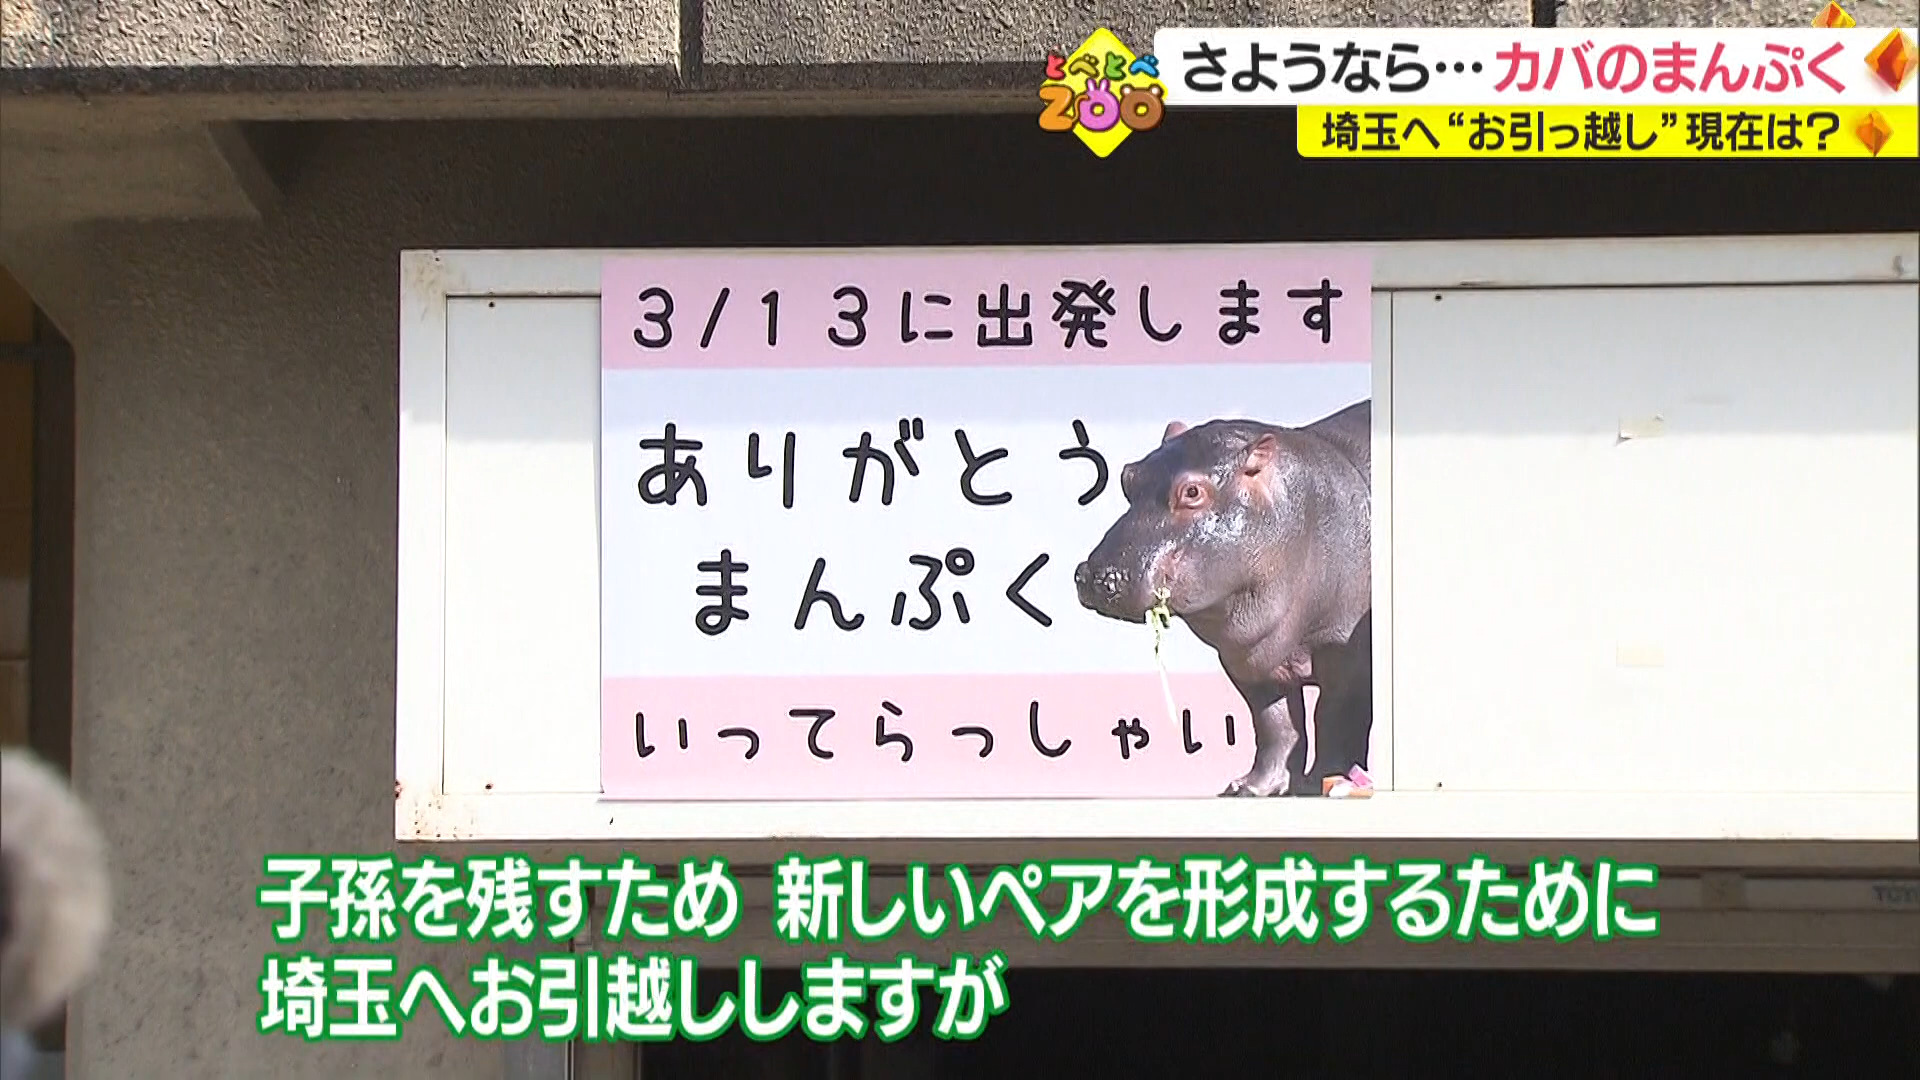 とべとべ
ZOO
さようなら…カバのまんぷく
埼玉へ“お引っ越し”現在は？
3/13に出発します
ありがとう
まんぷく
いってらっしゃい
子孫を残すため 新しいペアを形成するために
埼玉へお引越ししますが